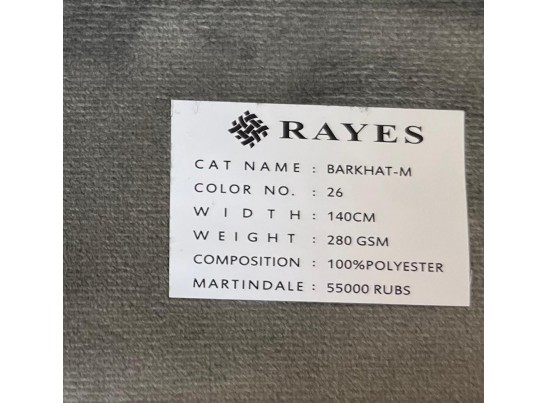 RAYES
CAT NAME : BARKHAT-M
COLOR NO. : 26
WIDTH : 140CM
WEIGHT : 280 GSM
COMPOSITION : 100%POLYESTER
MARTINDALE : 55000 RUBS